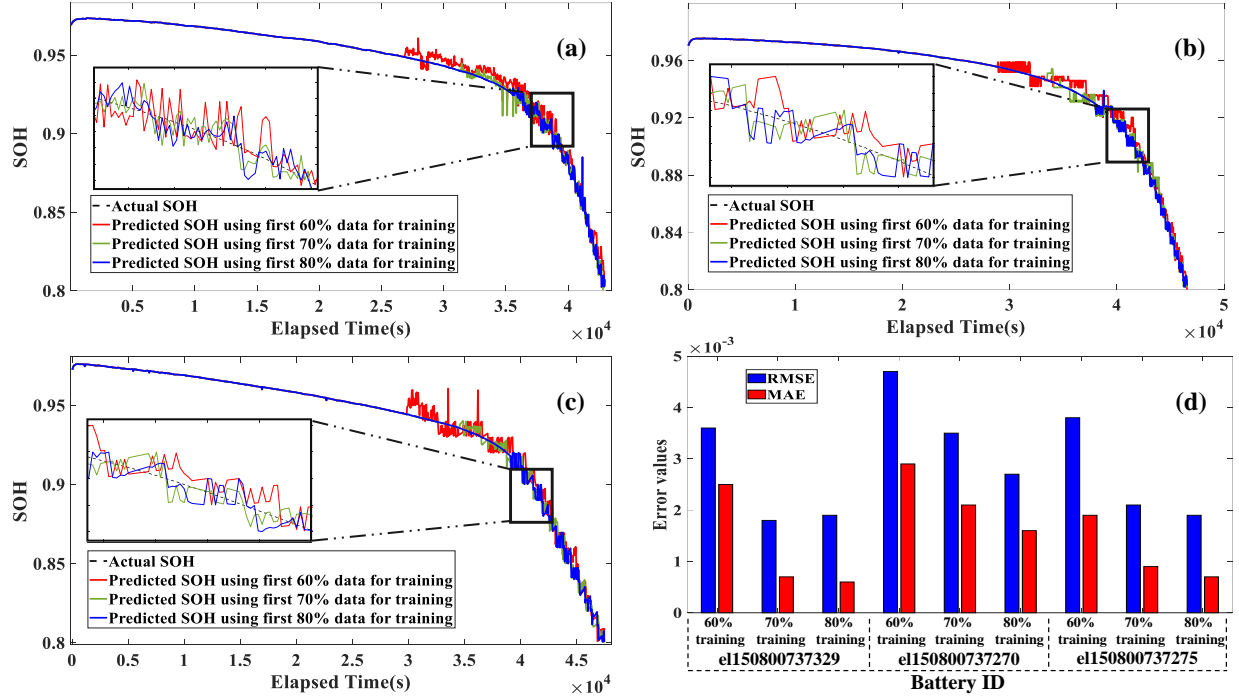 (a)
SOH
0.95
0.9
0.85
0.8
Actual SOH
Predicted SOH using first 60% data for training
Predicted SOH using first 70% data for training
Predicted SOH using first 80% data for training
0 0.5 1 1.5 2 2.5 3 3.5 4
×10⁴
Elapsed Time(s)
(b)
SOH
0.96
0.92
0.88
0.84
0.8
Actual SOH
Predicted SOH using first 60% data for training
Predicted SOH using first 70% data for training
Predicted SOH using first 80% data for training
0 1 2 3 4 5
×10⁴
Elapsed Time(s)
(c)
SOH
0.95
0.9
0.85
0.8
Actual SOH
Predicted SOH using first 60% data for training
Predicted SOH using first 70% data for training
Predicted SOH using first 80% data for training
0 0.5 1 1.5 2 2.5 3 3.5 4 4.5
×10⁴
Elapsed Time(s)
×10⁻³
(d)
RMSE
MAE
Error values
5
4
3
2
1
0
60% 70% 80% 60% 70% 80% 60% 70% 80%
training training training training training training training training training
el150800737329 el150800737270 el150800737275
Battery ID